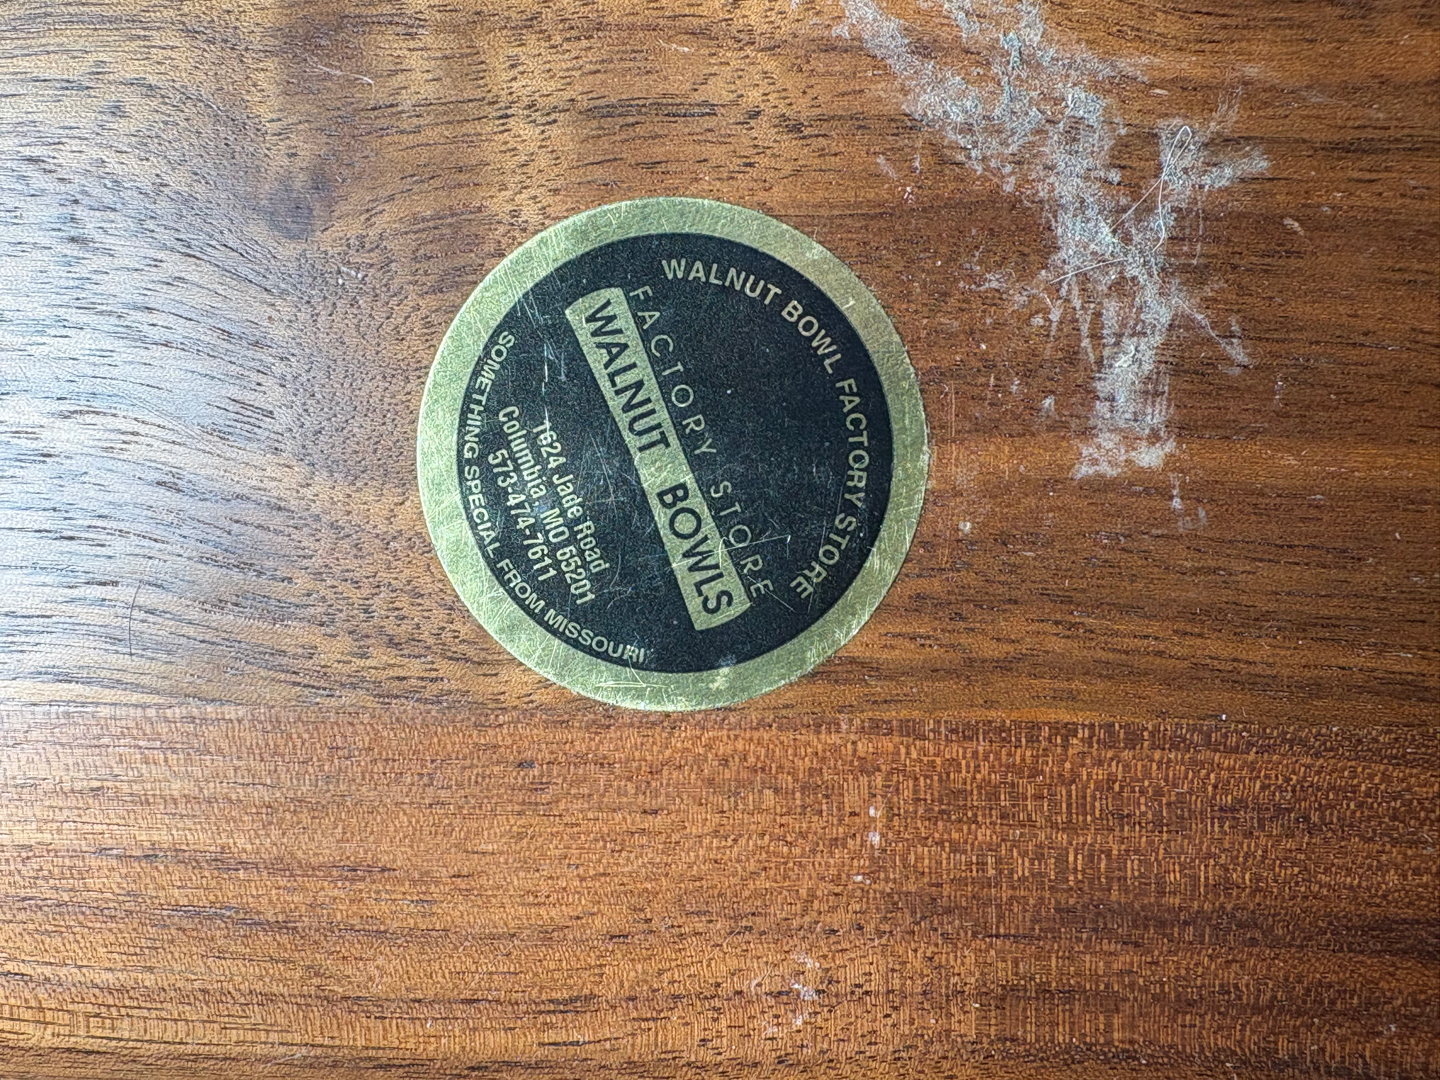 WALNUT BOWL FACTORY STORE
FACTORY STORE
WALNUT BOWLS
1624 Jade Road
Columbia, MO 65201
573-474-7611
SOMETHING SPECIAL FROM MISSOURI